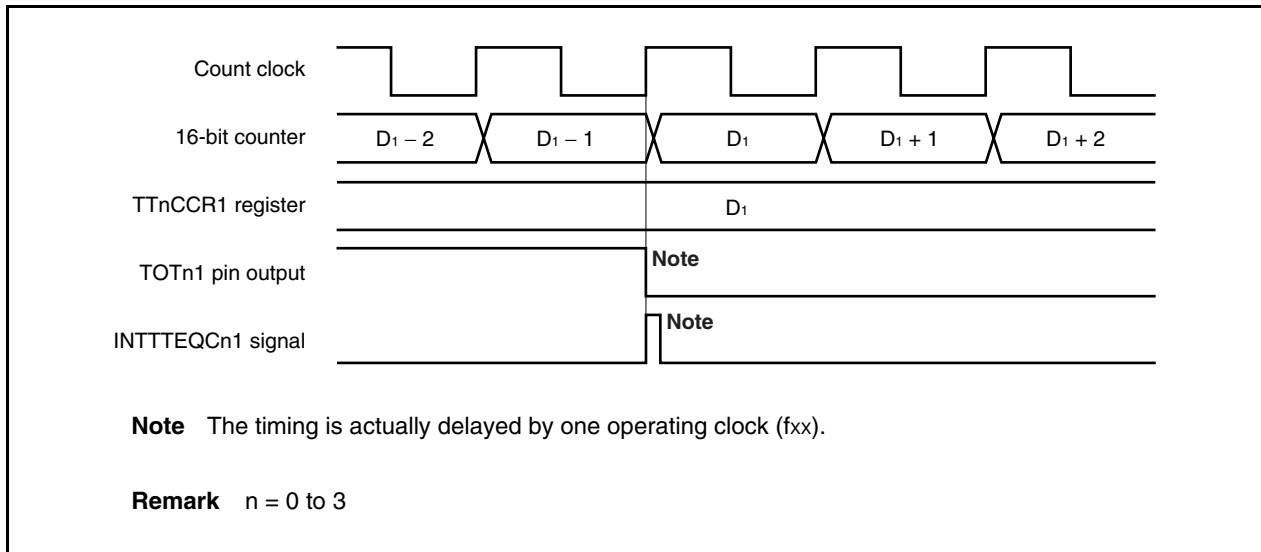 Count clock
16-bit counter
D₁ − 2 D₁ − 1 D₁ D₁ + 1 D₁ + 2
TTnCCR1 register
D₁
TOTn1 pin output
Note
INTTTEQCn1 signal
Note
Note The timing is actually delayed by one operating clock (fxx).
Remark n = 0 to 3